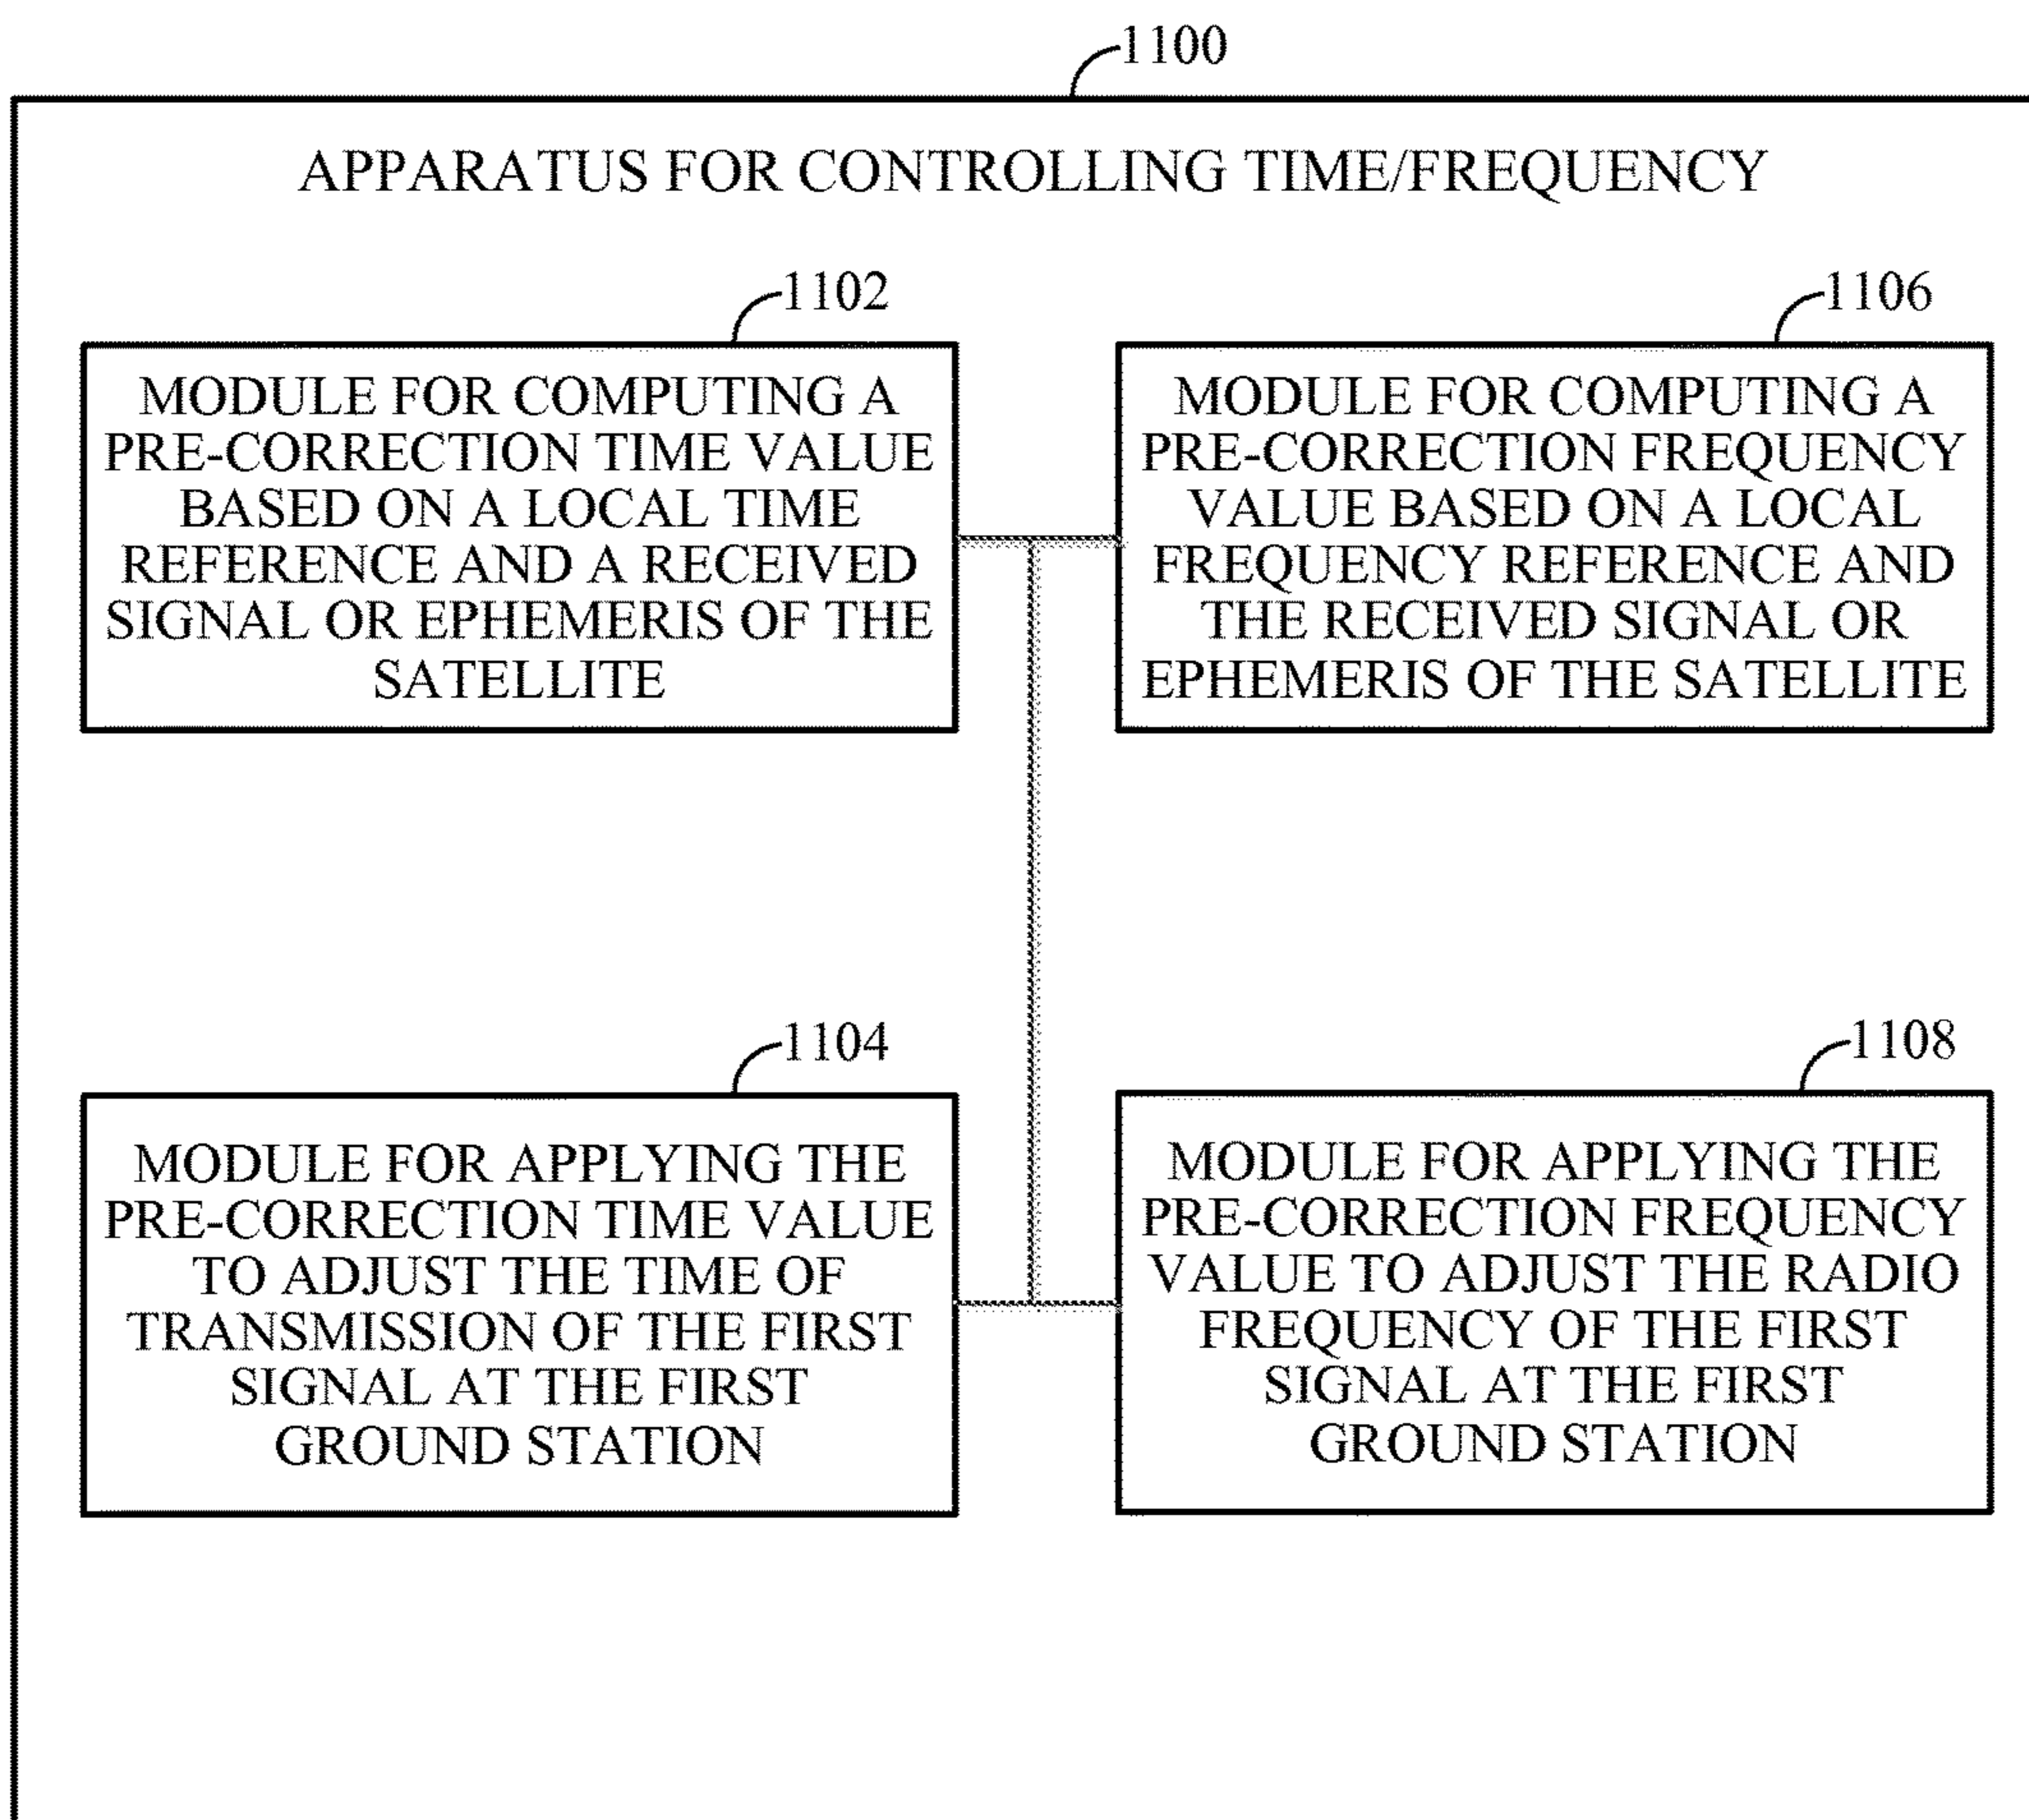 1100
APPARATUS FOR CONTROLLING TIME/FREQUENCY
1102
MODULE FOR COMPUTING A
PRE-CORRECTION TIME VALUE
BASED ON A LOCAL TIME
REFERENCE AND A RECEIVED
SIGNAL OR EPHEMERIS OF THE
SATELLITE
1106
MODULE FOR COMPUTING A
PRE-CORRECTION FREQUENCY
VALUE BASED ON A LOCAL
FREQUENCY REFERENCE AND
THE RECEIVED SIGNAL OR
EPHEMERIS OF THE SATELLITE
1104
MODULE FOR APPLYING THE
PRE-CORRECTION TIME VALUE
TO ADJUST THE TIME OF
TRANSMISSION OF THE FIRST
SIGNAL AT THE FIRST
GROUND STATION
1108
MODULE FOR APPLYING THE
PRE-CORRECTION FREQUENCY
VALUE TO ADJUST THE RADIO
FREQUENCY OF THE FIRST
SIGNAL AT THE FIRST
GROUND STATION